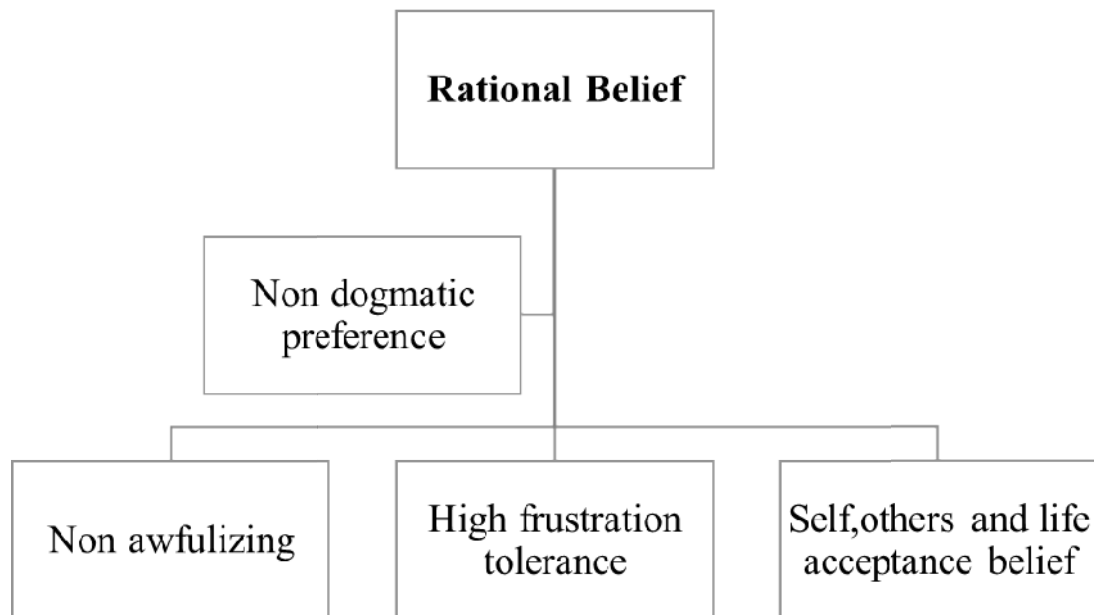 Rational Belief
Non dogmatic
preference
Non awfulizing
High frustration
tolerance
Self,others and life
acceptance belief